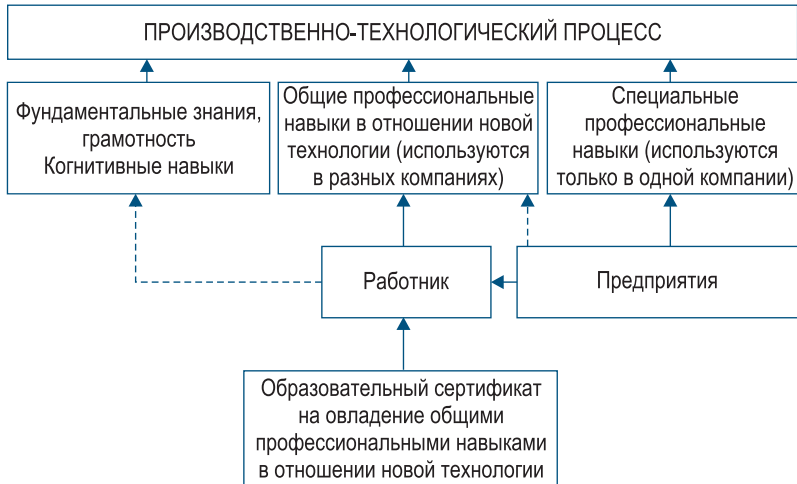 ПРОИЗВОДСТВЕННО-ТЕХНОЛОГИЧЕСКИЙ ПРОЦЕСС
Фундаментальные знания,
грамотность
Когнитивные навыки
Общие профессиональные
навыки в отношении новой
технологии (используются
в разных компаниях)
Специальные
профессиональные
навыки (используются
только в одной компании)
Работник
Предприятия
Образовательный сертификат
на овладение общими
профессиональными навыками
в отношении новой технологии